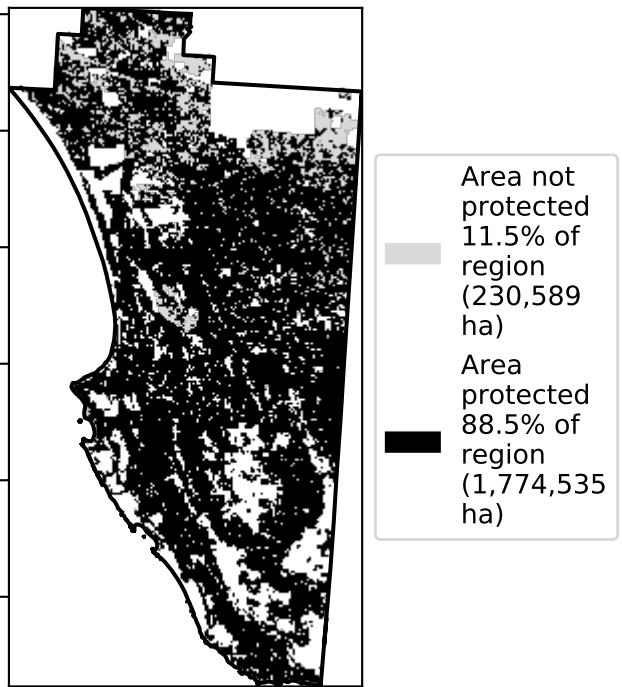 Area not
protected
11.5% of
region
(230,589
ha)
Area
protected
88.5% of
region
(1,774,535
ha)